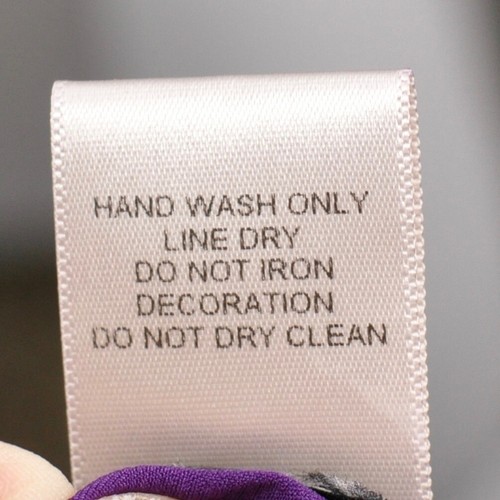 HAND WASH ONLY
LINE DRY
DO NOT IRON
DECORATION
DO NOT DRY CLEAN